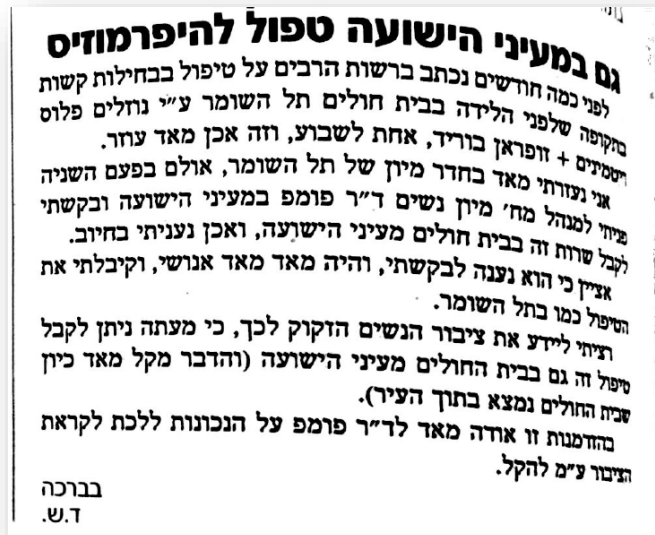 גם במעיני הישועה טפול להיפרמוזיס
לפני כמה חודשים נכתב ברשות הרבים על טיפול בבחילות קשות
בתקופה שלפני הלידה בבית חולים תל השומר ע"י נוזלים פלוס
ויטמינים + זופראן בוריד, אחת לשבוע, וזה אכן מאד עוזר.
אני נעזרתי מאד בחדר מיון של תל השומר, אולם בפעם השניה
פניתי למנהל מח' מיון נשים ד"ר פומפ במעיני הישועה ובקשתי
לקבל שרות זה בבית חולים מעיני הישועה, ואכן נעניתי בחיוב.
אציין כי הוא נענה לבקשתי, והיה מאד מאד אנושי, וקיבלתי את
הטיפול כמו בתל השומר.
רציתי ליידע את ציבור הנשים הזקוק לכך, כי מעתה ניתן לקבל
טיפול זה גם בבית החולים מעיני הישועה (והדבר מקל מאד כיון
שבית החולים נמצא בתוך העיר).
בהזדמנות זו אודה מאד לד"ר פומפ על הנכונות ללכת לקראת
הציבור ע"מ להקל.
בברכה
ד.ש.